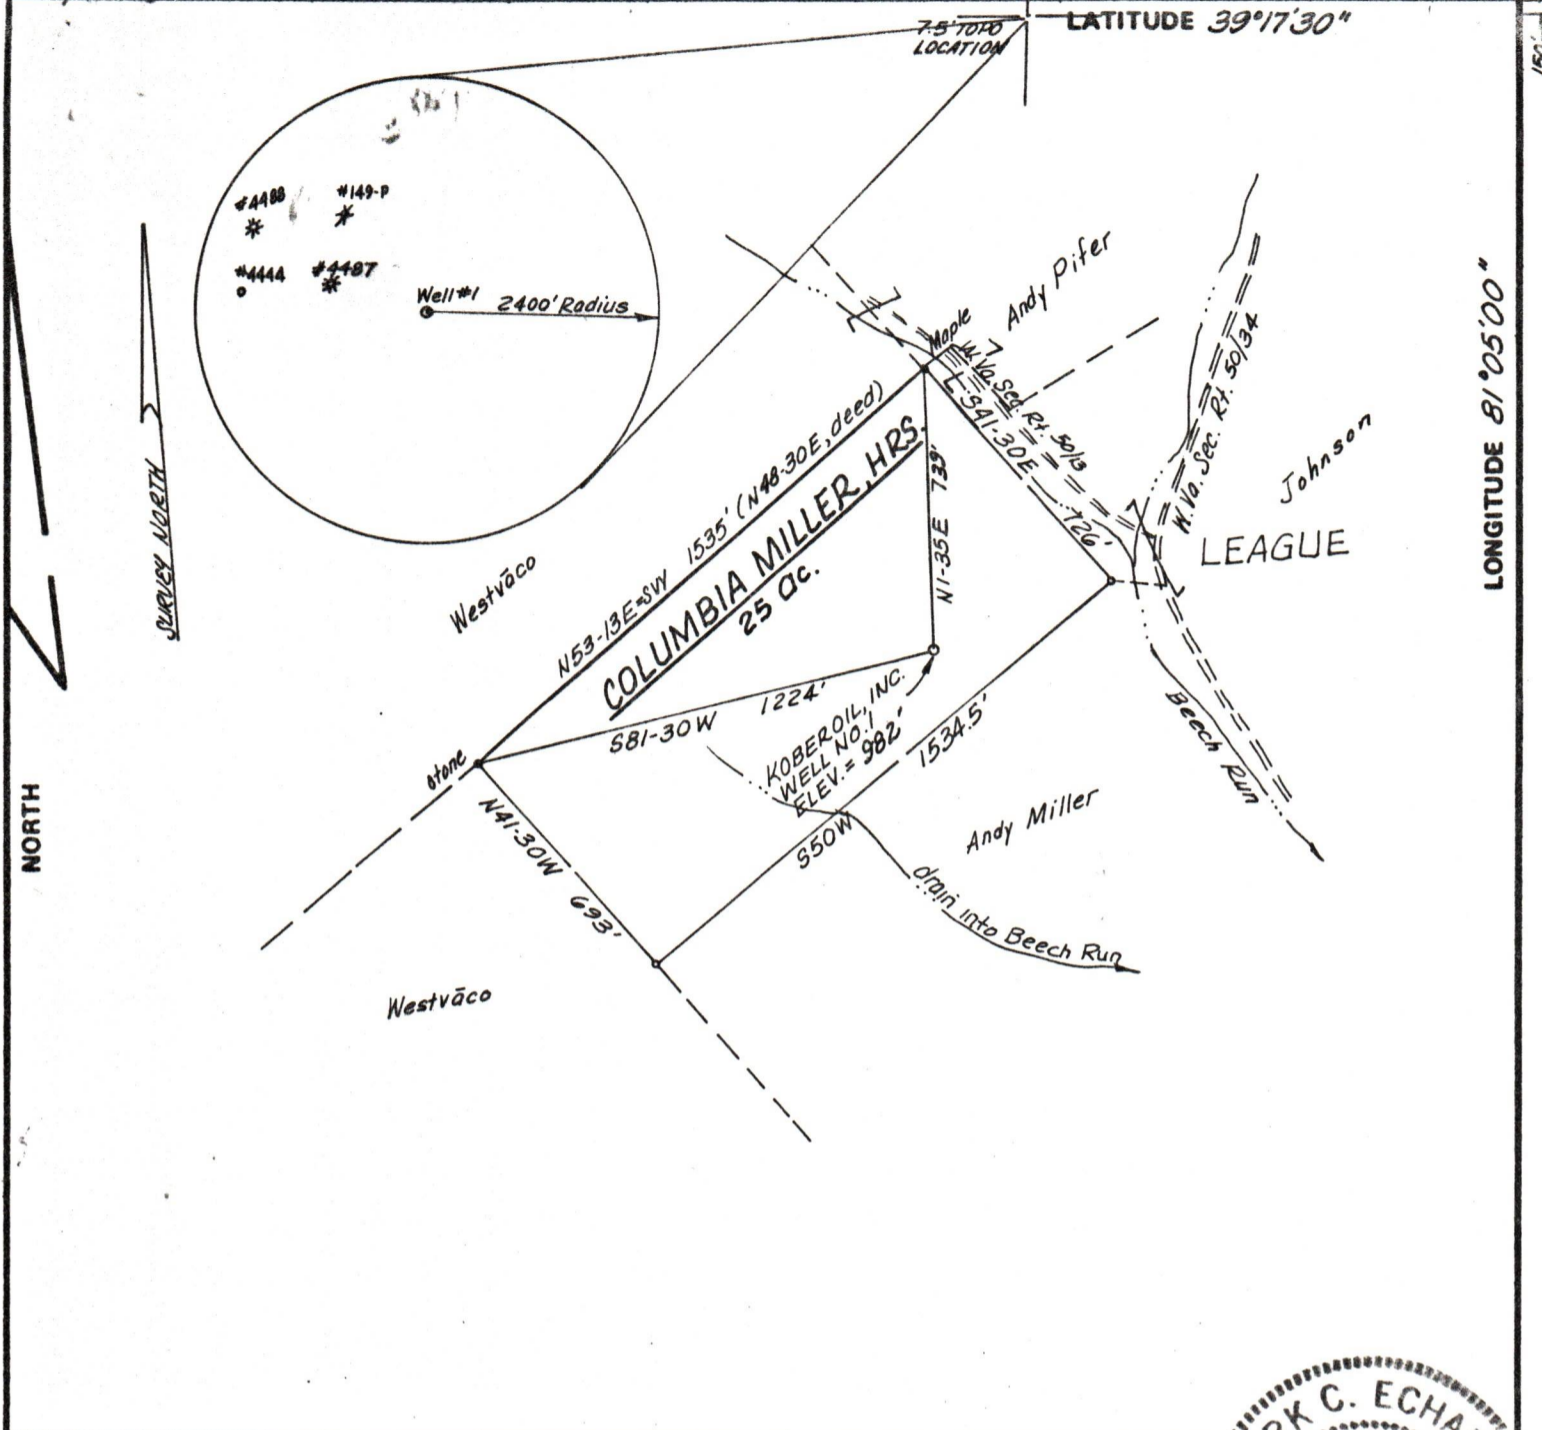 LATITUDE 39°17'30"
7.5' TOPO
LOCATION
150'
#4488
#149-P
#4444
#4487
Well #1
2400' Radius
SURVEY NORTH
NORTH
LONGITUDE 81°05'00"
Andy Pifer
Maple
W. Va. Sec. Rt. 50/13
W. Va. Sec. Rt. 50/34
Johnson
LEAGUE
S41-30E
726'
N1-35E 739'
N53-13E=SVY 1535' (N48-30E, deed)
COLUMBIA MILLER, HRS.
25 ac.
Westvāco
stone
S81-30W 1224'
KOBEROIL, INC.
WELL NO. 1
ELEV. = 982'
N41-30W 693'
S50W 1534.5'
Beech Run
Andy Miller
drain into Beech Run
Westvāco
C. ECHA